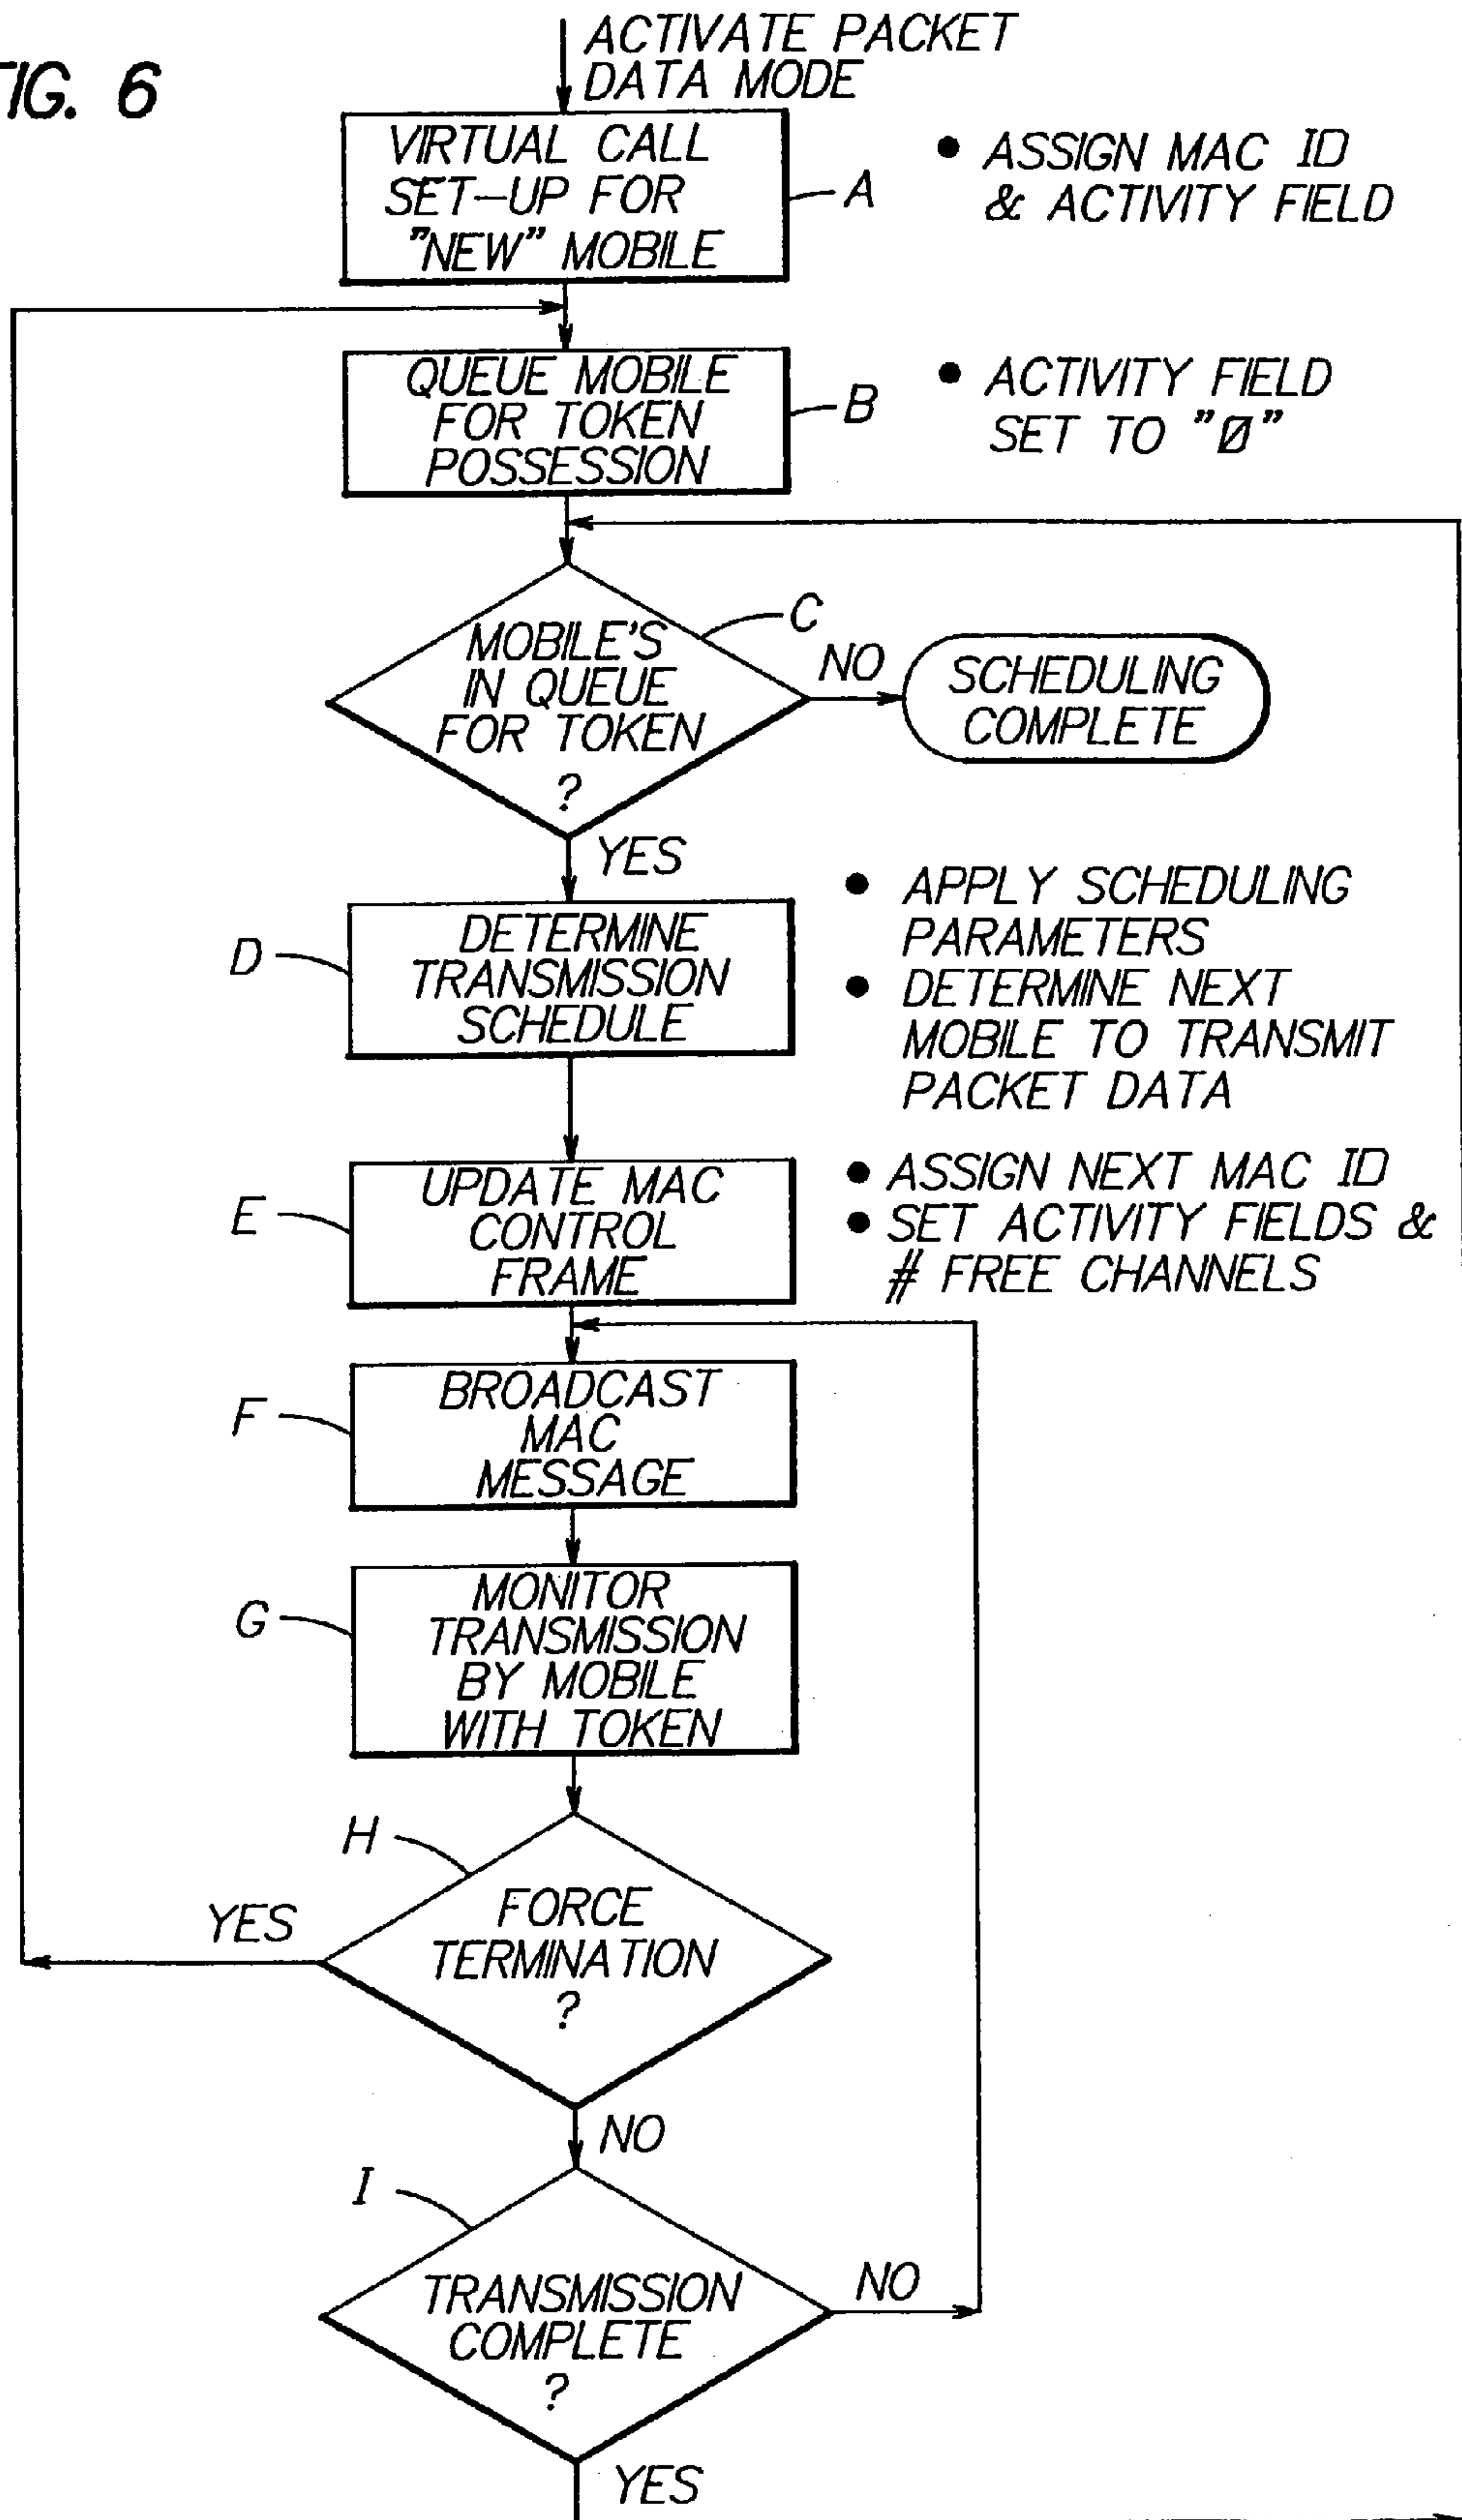 FIG. 6
ACTIVATE PACKET
DATA MODE
VIRTUAL CALL
SET-UP FOR
"NEW" MOBILE
A
• ASSIGN MAC ID
& ACTIVITY FIELD
QUEUE MOBILE
FOR TOKEN
POSSESSION
B
• ACTIVITY FIELD
SET TO "Ø"
MOBILE'S
IN QUEUE
FOR TOKEN
?
C
NO
SCHEDULING
COMPLETE
YES
D
DETERMINE
TRANSMISSION
SCHEDULE
• APPLY SCHEDULING
PARAMETERS
• DETERMINE NEXT
MOBILE TO TRANSMIT
PACKET DATA
E
UPDATE MAC
CONTROL
FRAME
• ASSIGN NEXT MAC ID
• SET ACTIVITY FIELDS &
# FREE CHANNELS
F
BROADCAST
MAC
MESSAGE
G
MONITOR
TRANSMISSION
BY MOBILE
WITH TOKEN
H
FORCE
TERMINATION
?
YES
NO
I
TRANSMISSION
COMPLETE
?
NO
YES